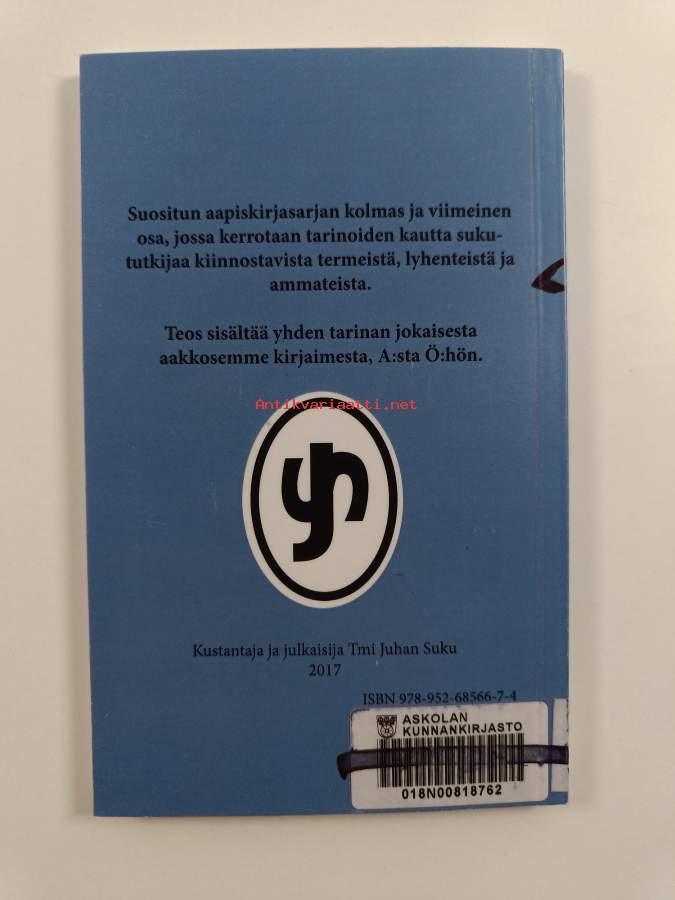 Suositun aapiskirjasarjan kolmas ja viimeinen
osa, jossa kerrotaan tarinoiden kautta suku-
tutkijaa kiinnostavista termeistä, lyhenteistä ja
ammateista.
Teos sisältää yhden tarinan jokaisesta
aakkosemme kirjaimesta, A:sta Ö:hön.
Antikvariaatti.net
Kustantaja ja julkaisija Tmi Juhan Suku
2017
ISBN 978-952-68566-7-4
ASKOLAN
KUNNANKIRJASTO
018N00818762